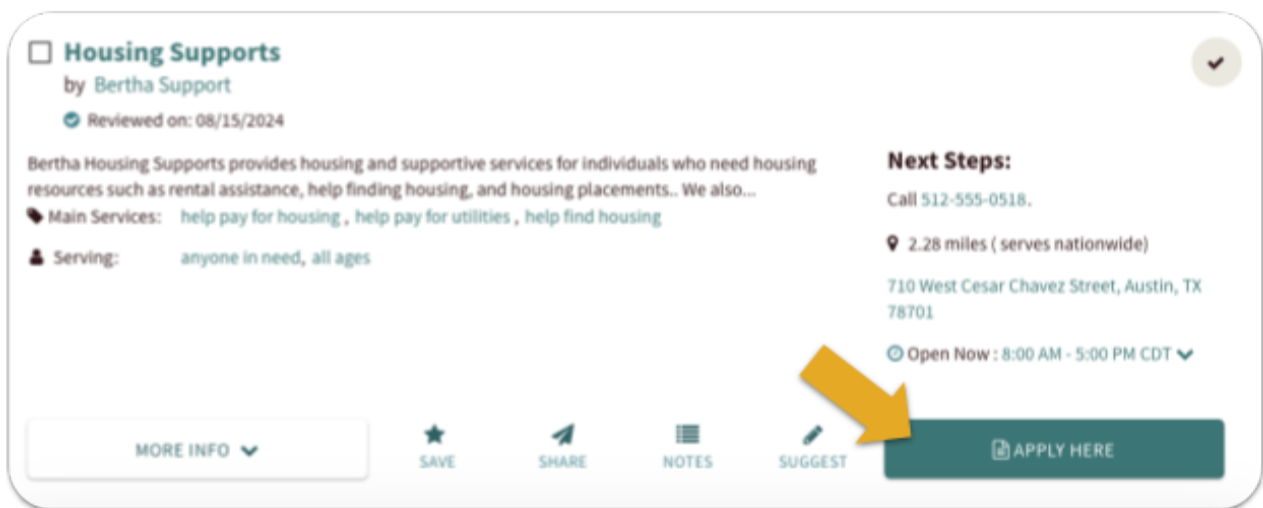 Housing Supports
by Bertha Support
Reviewed on: 08/15/2024
Bertha Housing Supports provides housing and supportive services for individuals who need housing
resources such as rental assistance, help finding housing, and housing placements.. We also...
Main Services: help pay for housing , help pay for utilities , help find housing
Serving: anyone in need, all ages
Next Steps:
Call 512-555-0518.
2.28 miles ( serves nationwide)
710 West Cesar Chavez Street, Austin, TX
78701
Open Now : 8:00 AM - 5:00 PM CDT
MORE INFO
SAVE
SHARE
NOTES
SUGGEST
APPLY HERE